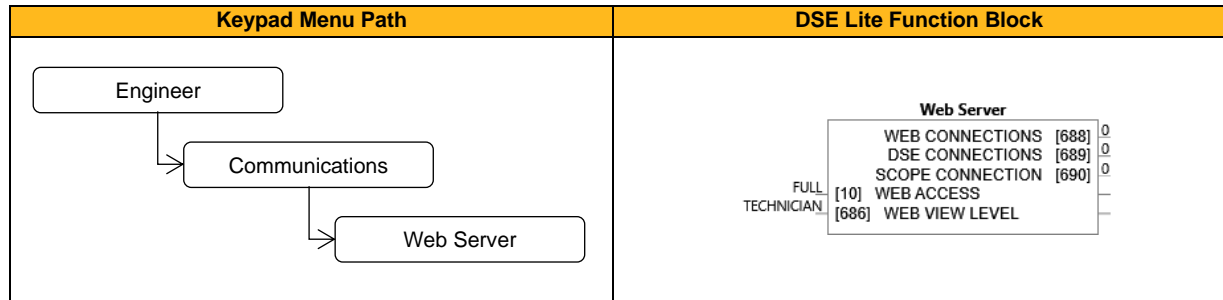 Keypad Menu Path
DSE Lite Function Block
Engineer
Communications
Web Server
Web Server
WEB CONNECTIONS [688] 0
DSE CONNECTIONS [689] 0
SCOPE CONNECTION [690] 0
FULL [10] WEB ACCESS
TECHNICIAN [686] WEB VIEW LEVEL